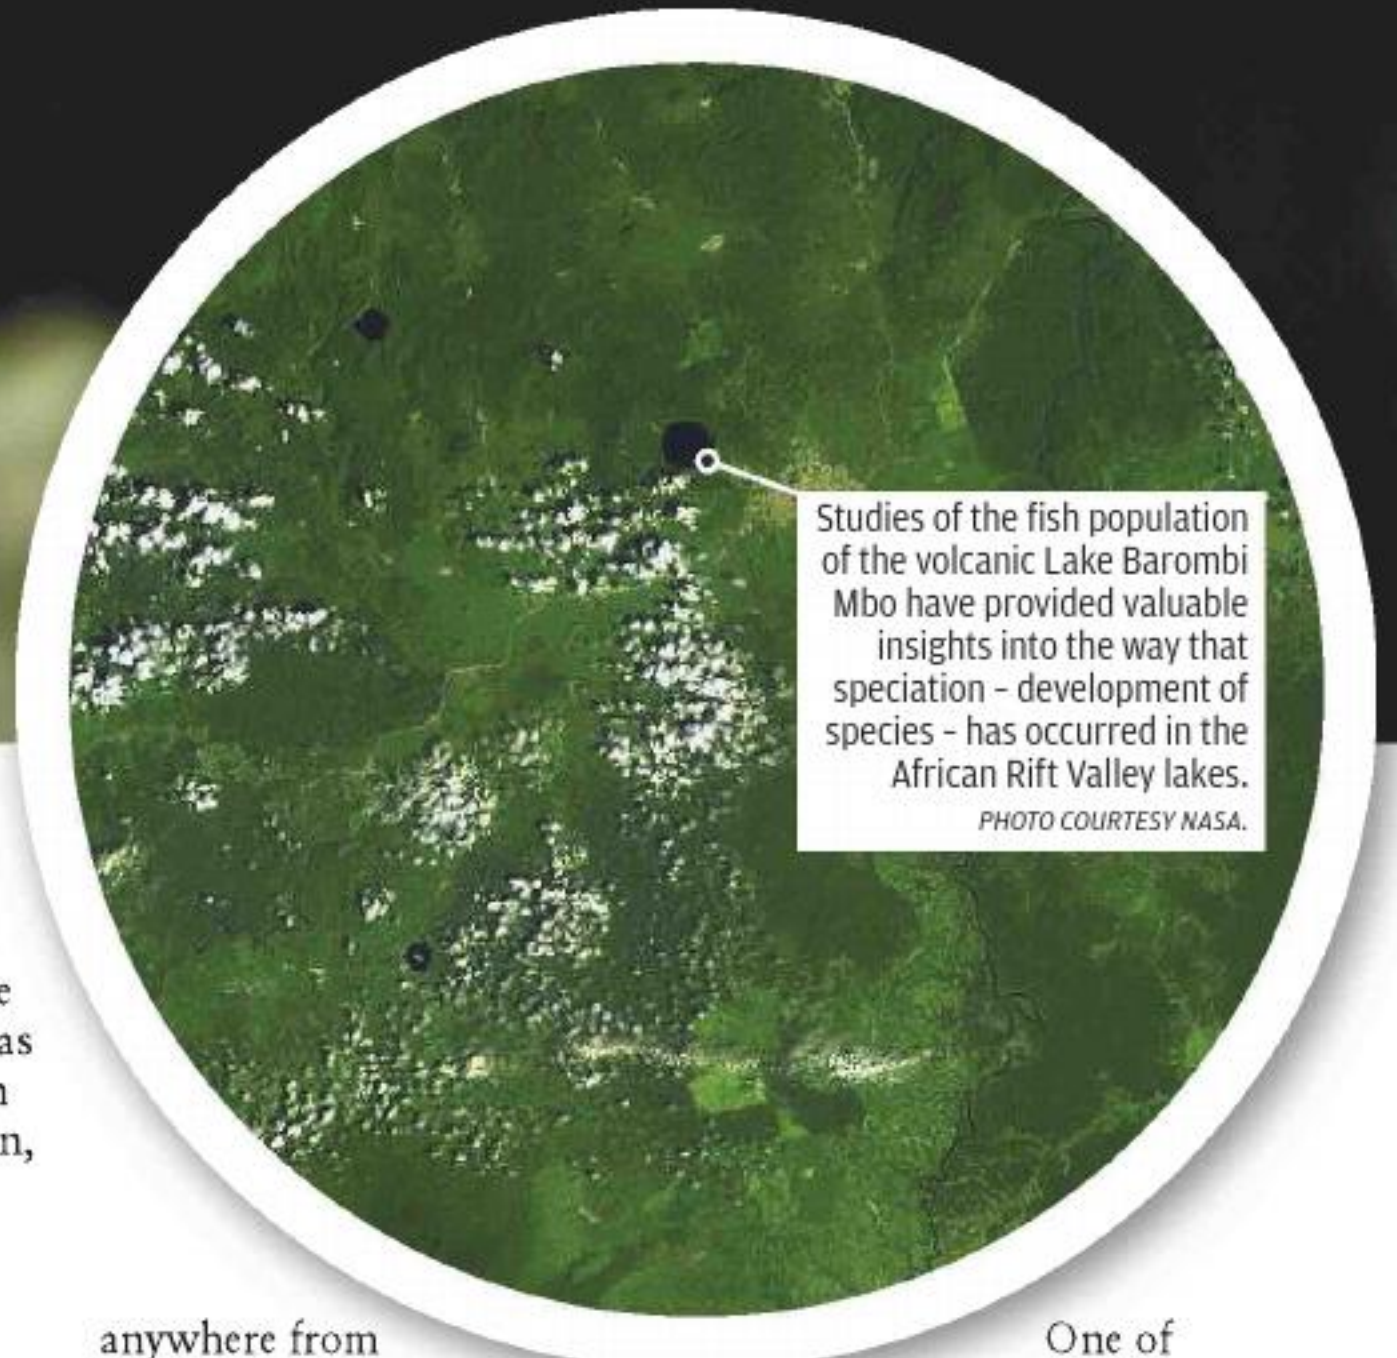 Studies of the fish population
of the volcanic Lake Barombi
Mbo have provided valuable
insights into the way that
speciation – development of
species – has occurred in the
African Rift Valley lakes.
PHOTO COURTESY NASA.
as
anywhere from
One of